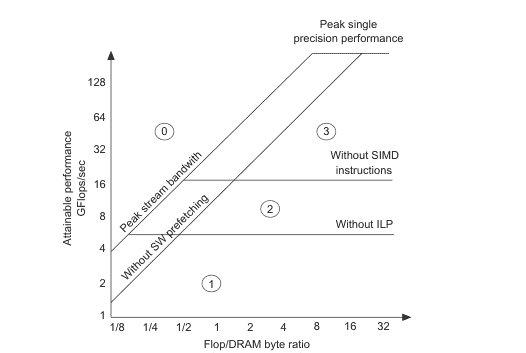 Peak single
precision performance
128
0
3
64
Attainable performance
GFlops/sec
32
Without SIMD
instructions
Peak stream bandwith
16
2
8
Without SW prefetching
Without ILP
4
2
1
1
1/8
1/4
1/2
1
2
4
8
16
32
Flop/DRAM byte ratio